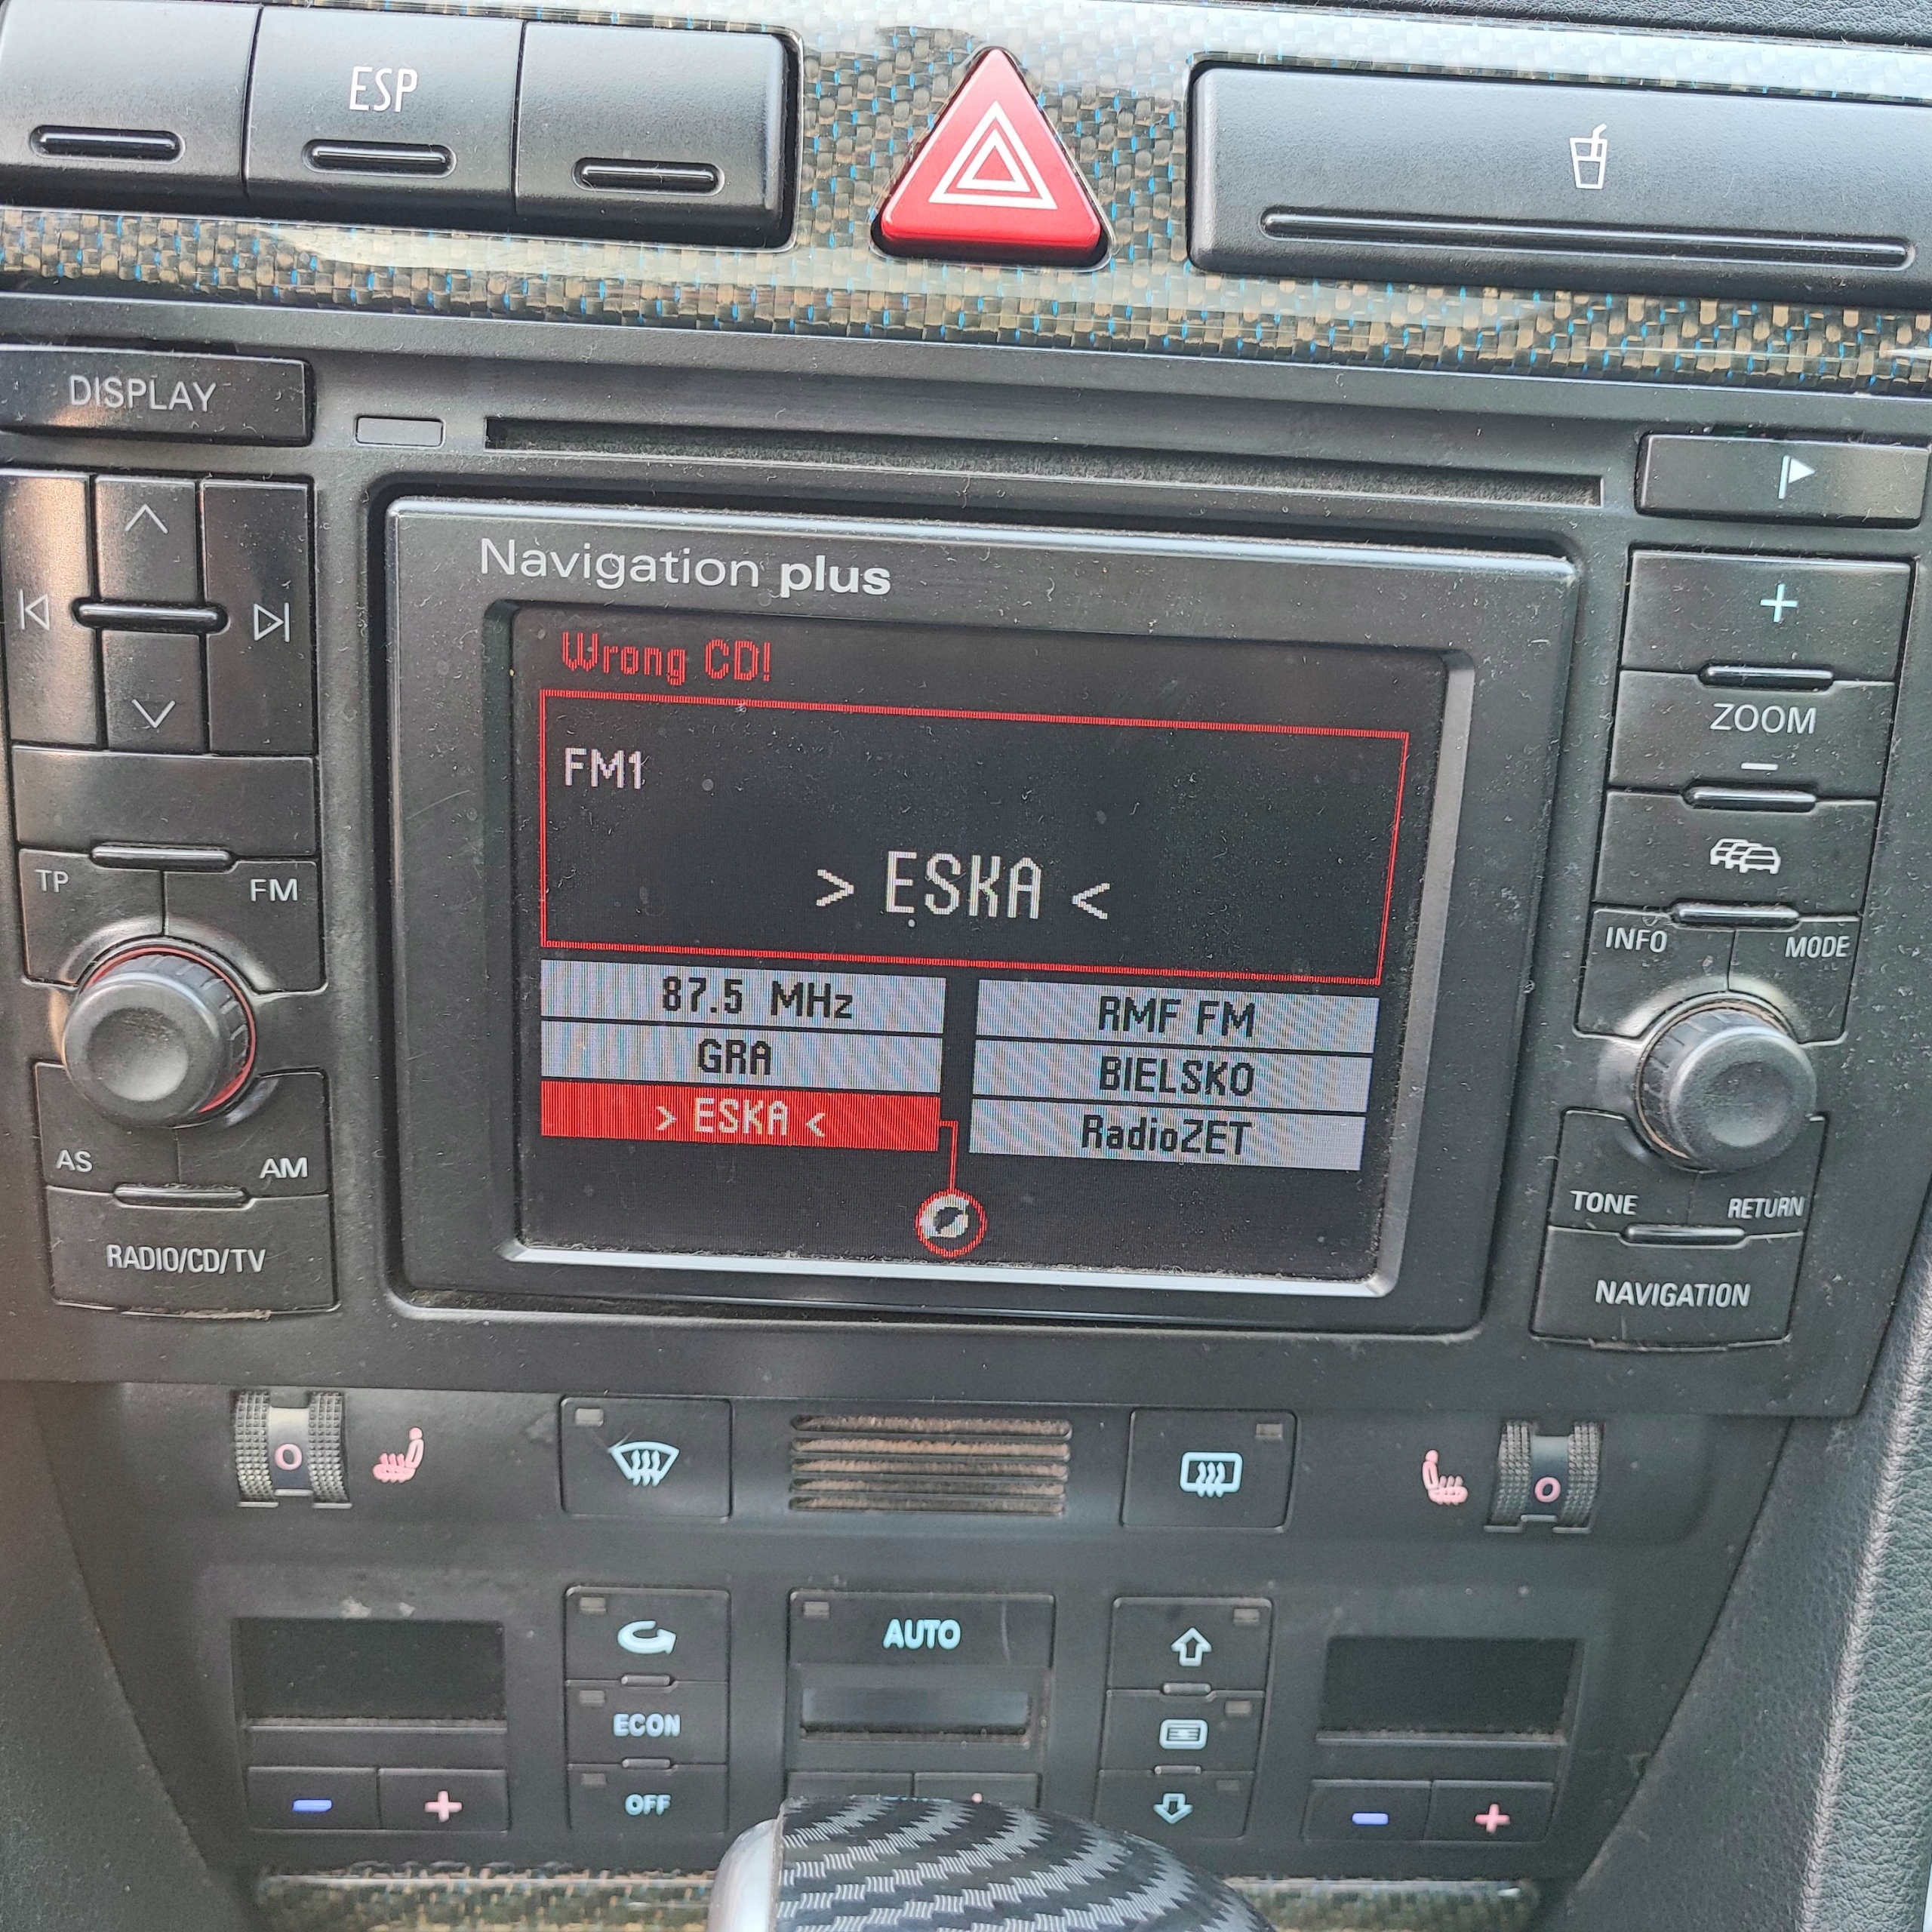 ESP
DISPLAY
Navigation plus
Wrong CD!
FM1
> ESKA <
87.5 MHz
RMF FM
GRA
BIELSKO
> ESKA <
RadioZET
TP
FM
AS
AM
RADIO/CD/TV
+
ZOOM
−
INFO
MODE
TONE
RETURN
NAVIGATION
O
O
AUTO
ECON
OFF
− +
− +